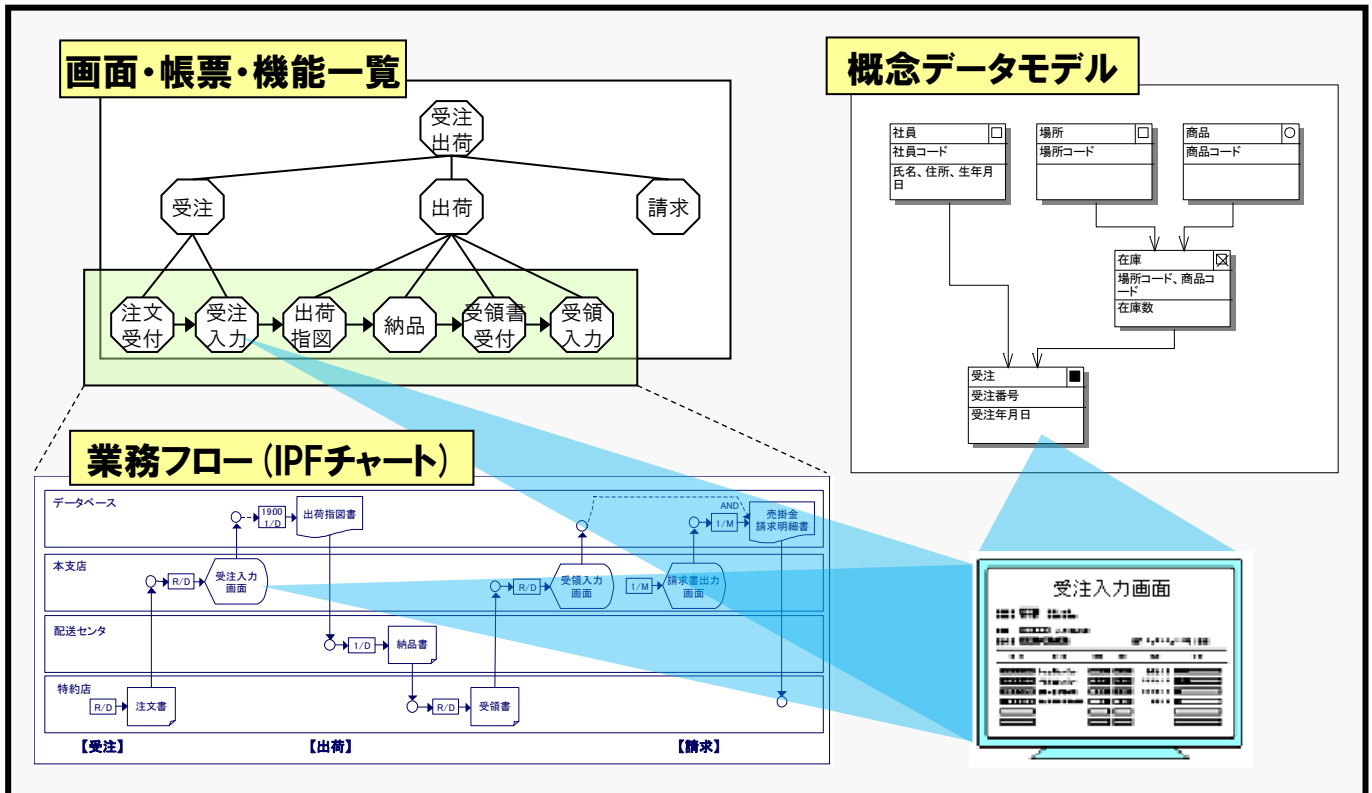 画面・帳票・機能一覧
受注
出荷
受注
出荷
請求
注文
受付
受注
入力
出荷
指図
納品
受領書
受付
受領
入力
概念データモデル
社員
社員コード
氏名、住所、生年月
日
場所
場所コード
商品
商品コード
在庫
場所コード、商品コ
ード
在庫数
受注
受注番号
受注年月日
業務フロー(IPFチャート)
データベース
1900
1/D
出荷指図書
AND
1/M
売掛金
請求明細書
本支店
R/D
受注入力
画面
R/D
受領入力
画面
1/M
請求書出力
画面
配送センタ
1/D
納品書
特約店
R/D
注文書
R/D
受領書
【受注】
【出荷】
【請求】
受注入力画面